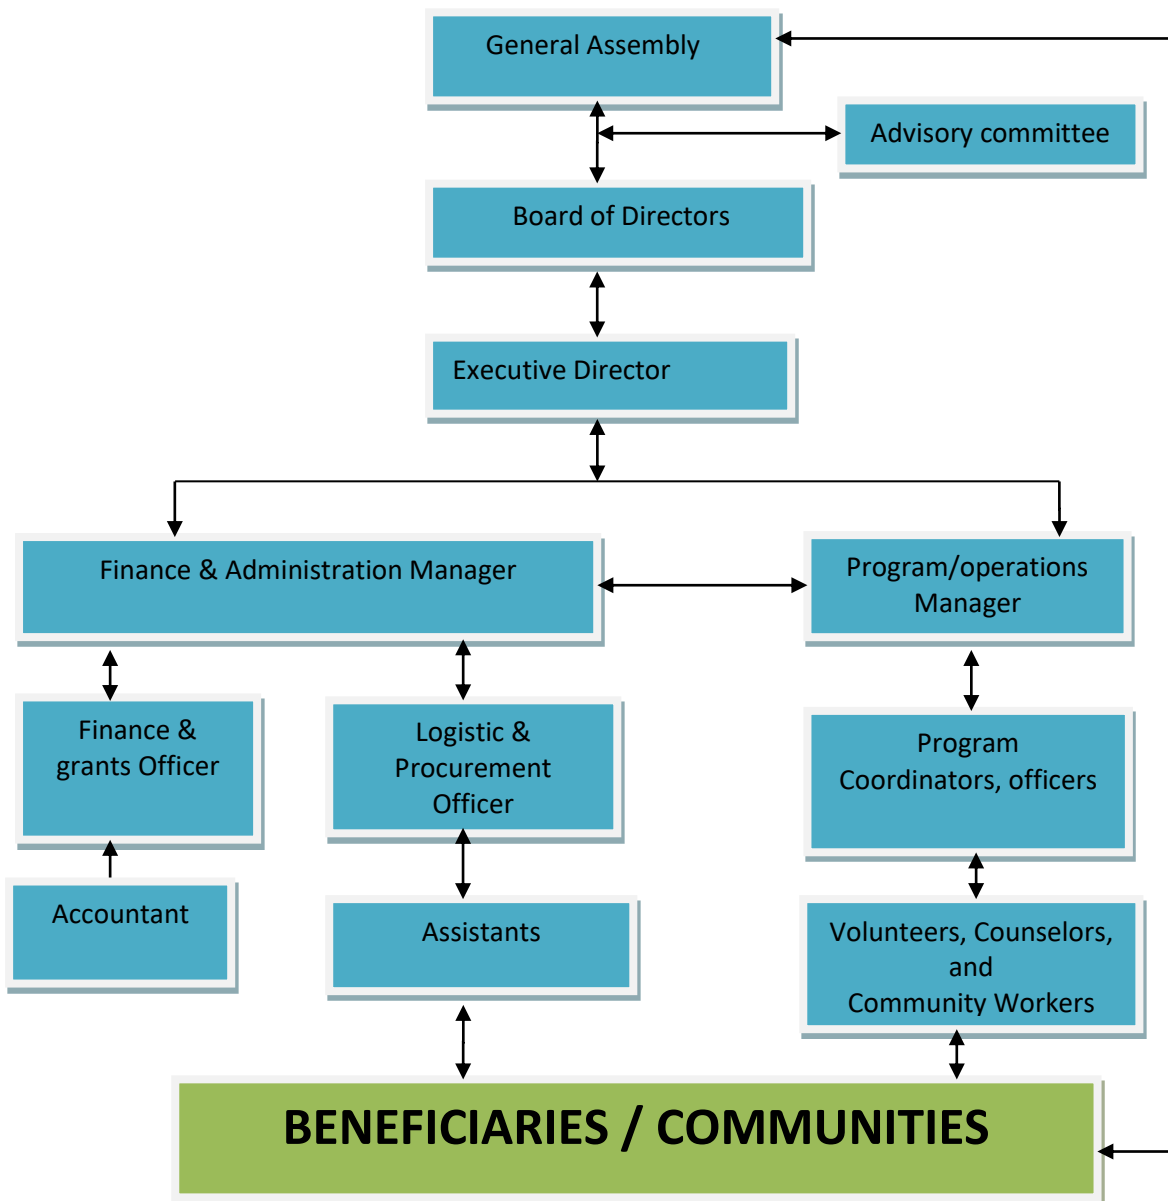 General Assembly
Advisory committee
Board of Directors
Executive Director
Finance & Administration Manager
Program/operations
Manager
Finance &
grants Officer
Logistic &
Procurement
Officer
Program
Coordinators, officers
Accountant
Assistants
Volunteers, Counselors,
and
Community Workers
BENEFICIARIES / COMMUNITIES